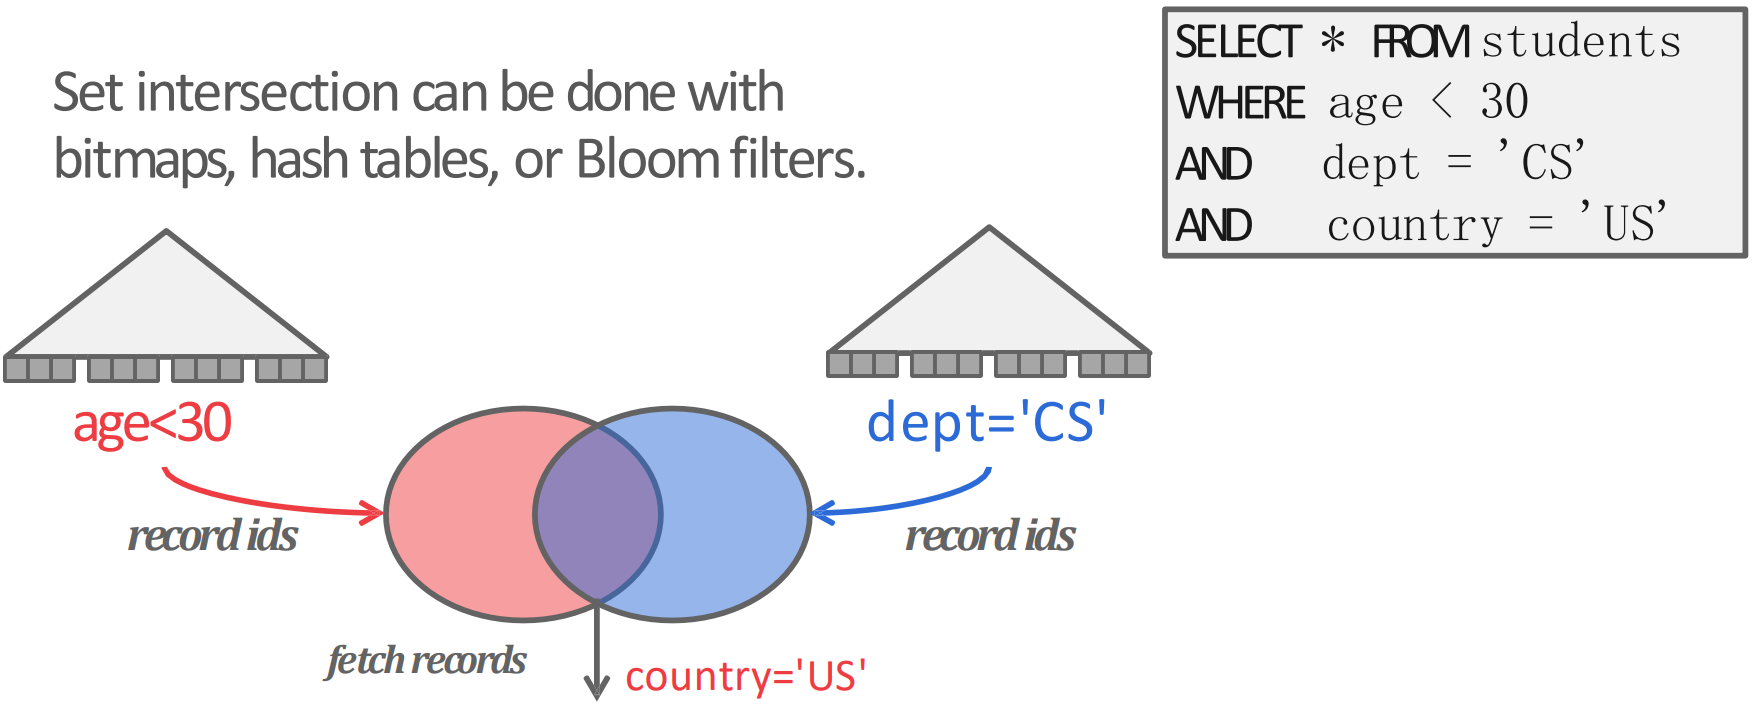 Set intersection can be done with
bitmaps, hash tables, or Bloom filters.
SELECT * FROM students
WHERE age < 30
AND dept = 'CS'
AND country = 'US'
age<30
dept='CS'
record ids
record ids
fetch records
country='US'